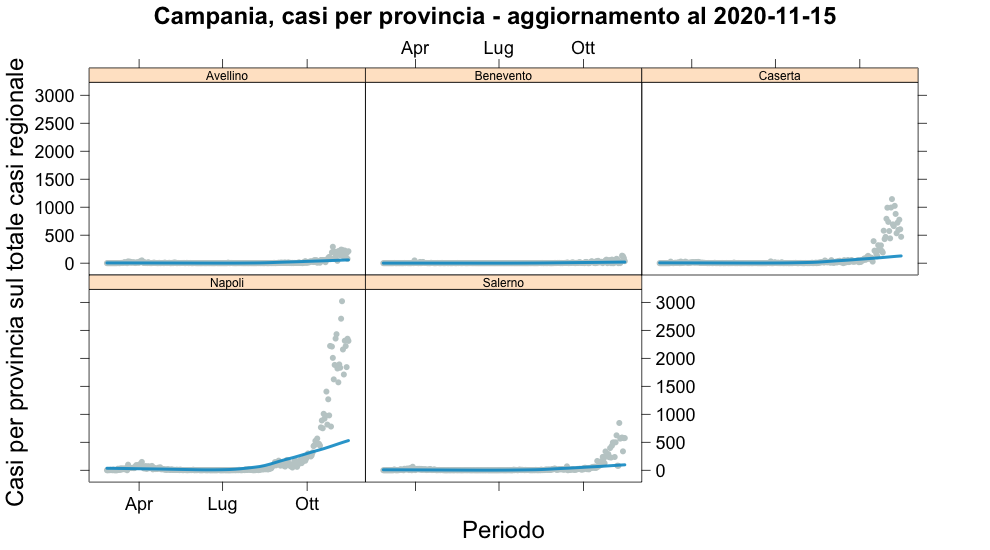 Campania, casi per provincia - aggiornamento al 2020-11-15
Apr Lug Ott
Avellino Benevento Caserta
3000
2500
2000
1500
1000
500
0
Casi per provincia sul totale casi regionale
Napoli Salerno
3000
2500
2000
1500
1000
500
0
Apr Lug Ott
Periodo